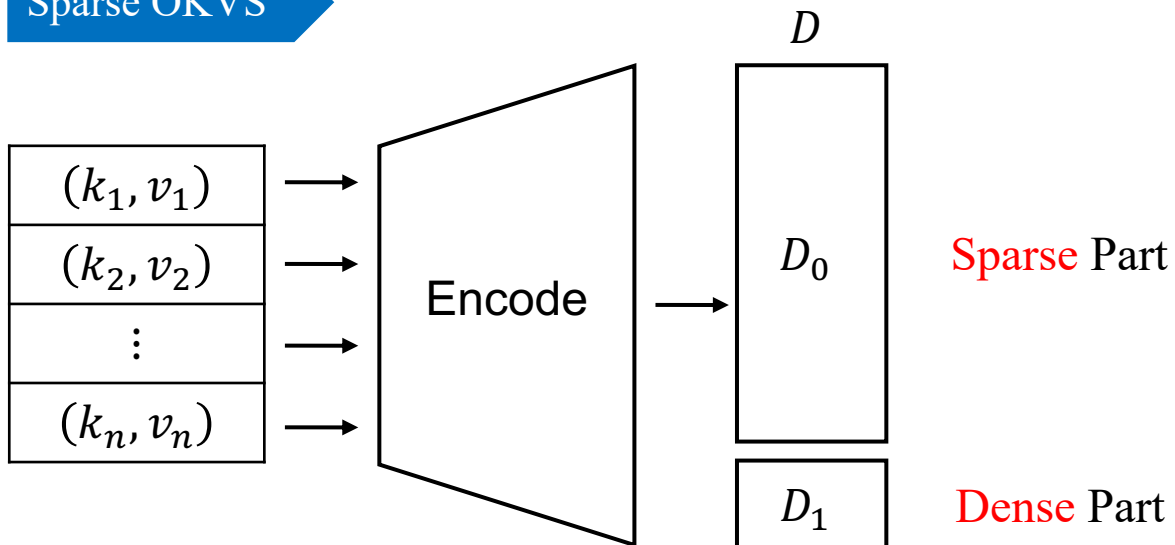 Sparse OKVS
D
(k₁, v₁)
(k₂, v₂)
⋮
(kₙ, vₙ)
Encode
D₀
Sparse Part
D₁
Dense Part